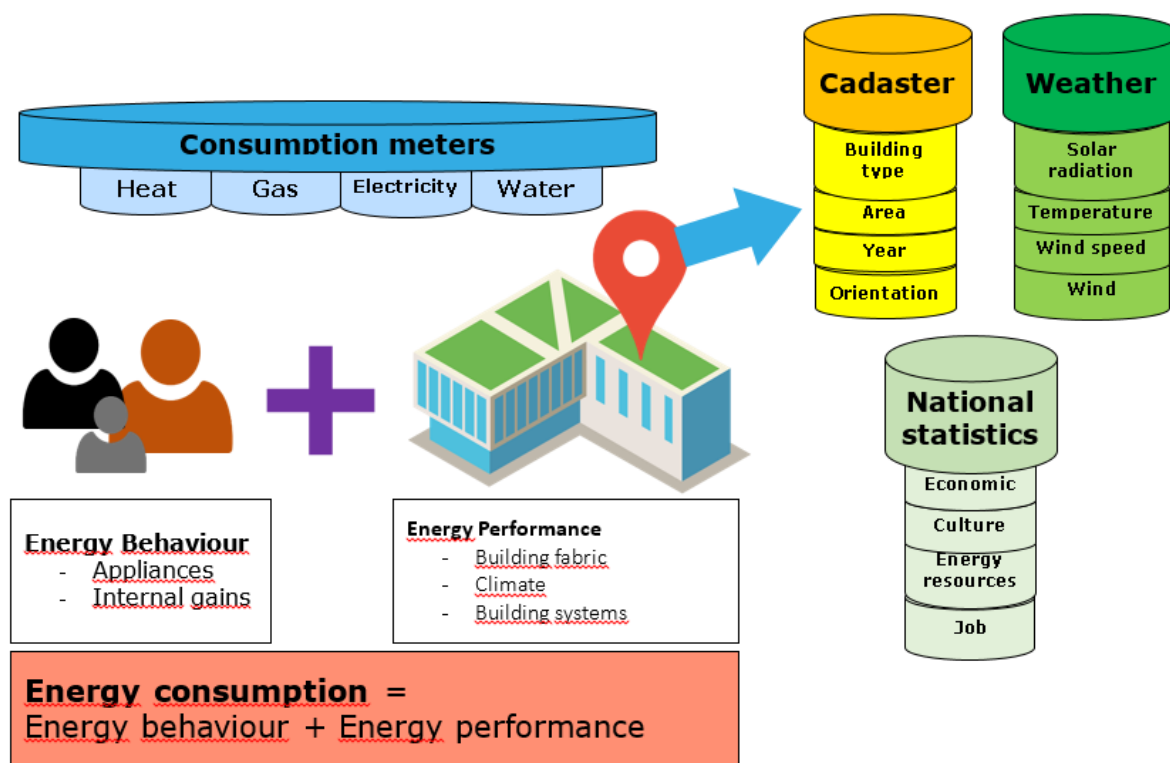 Consumption meters
Heat
Gas
Electricity
Water
Cadaster
Building
type
Area
Year
Orientation
Weather
Solar
radiation
Temperature
Wind speed
Wind
National
statistics
Economic
Culture
Energy
resources
Job
Energy Behaviour
- Appliances
- Internal gains
Energy Performance
- Building fabric
- Climate
- Building systems
Energy consumption =
Energy behaviour + Energy performance